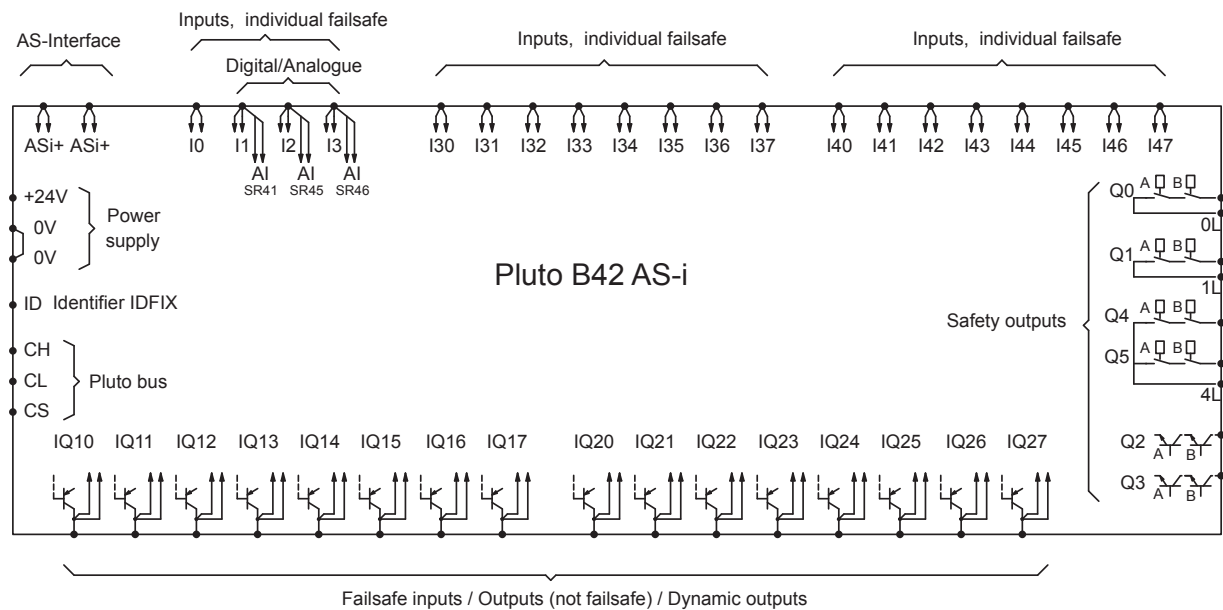 AS-Interface
Inputs, individual failsafe
Digital/Analogue
Inputs, individual failsafe
Inputs, individual failsafe
ASi+ ASi+ I0 I1 I2 I3 I30 I31 I32 I33 I34 I35 I36 I37 I40 I41 I42 I43 I44 I45 I46 I47
AI AI AI
SR41 SR45 SR46
+24V
0V
0V
Power
supply
ID Identifier IDFIX
CH
CL
CS
Pluto bus
Pluto B42 AS-i
Safety outputs
Q0 A B
0L
Q1 A B
1L
Q4 A B
Q5 A B
4L
Q2 A B
Q3 A B
IQ10 IQ11 IQ12 IQ13 IQ14 IQ15 IQ16 IQ17 IQ20 IQ21 IQ22 IQ23 IQ24 IQ25 IQ26 IQ27
Failsafe inputs / Outputs (not failsafe) / Dynamic outputs